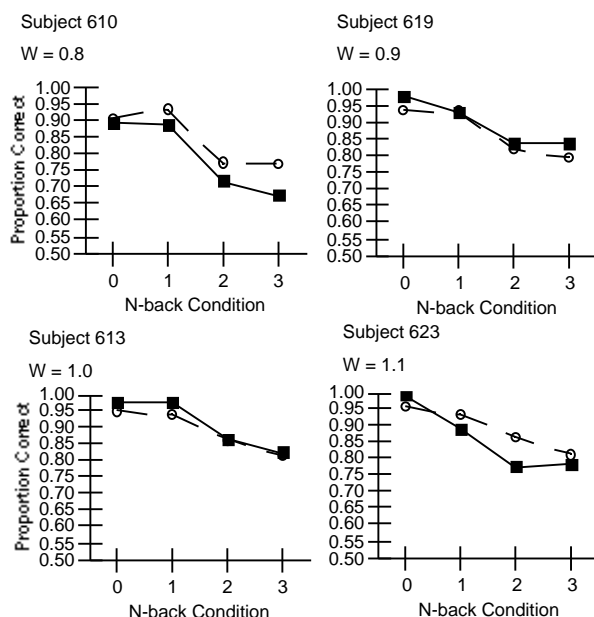 Subject 610
W = 0.8
Proportion Correct
1.00
0.95
0.90
0.85
0.80
0.75
0.70
0.65
0.60
0.55
0.50
0 1 2 3
N-back Condition
Subject 619
W = 0.9
1.00
0.95
0.90
0.85
0.80
0.75
0.70
0.65
0.60
0.55
0.50
0 1 2 3
N-back Condition
Subject 613
W = 1.0
Proportion Correct
1.00
0.95
0.90
0.85
0.80
0.75
0.70
0.65
0.60
0.55
0.50
0 1 2 3
N-back Condition
Subject 623
W = 1.1
1.00
0.95
0.90
0.85
0.80
0.75
0.70
0.65
0.60
0.55
0.50
0 1 2 3
N-back Condition